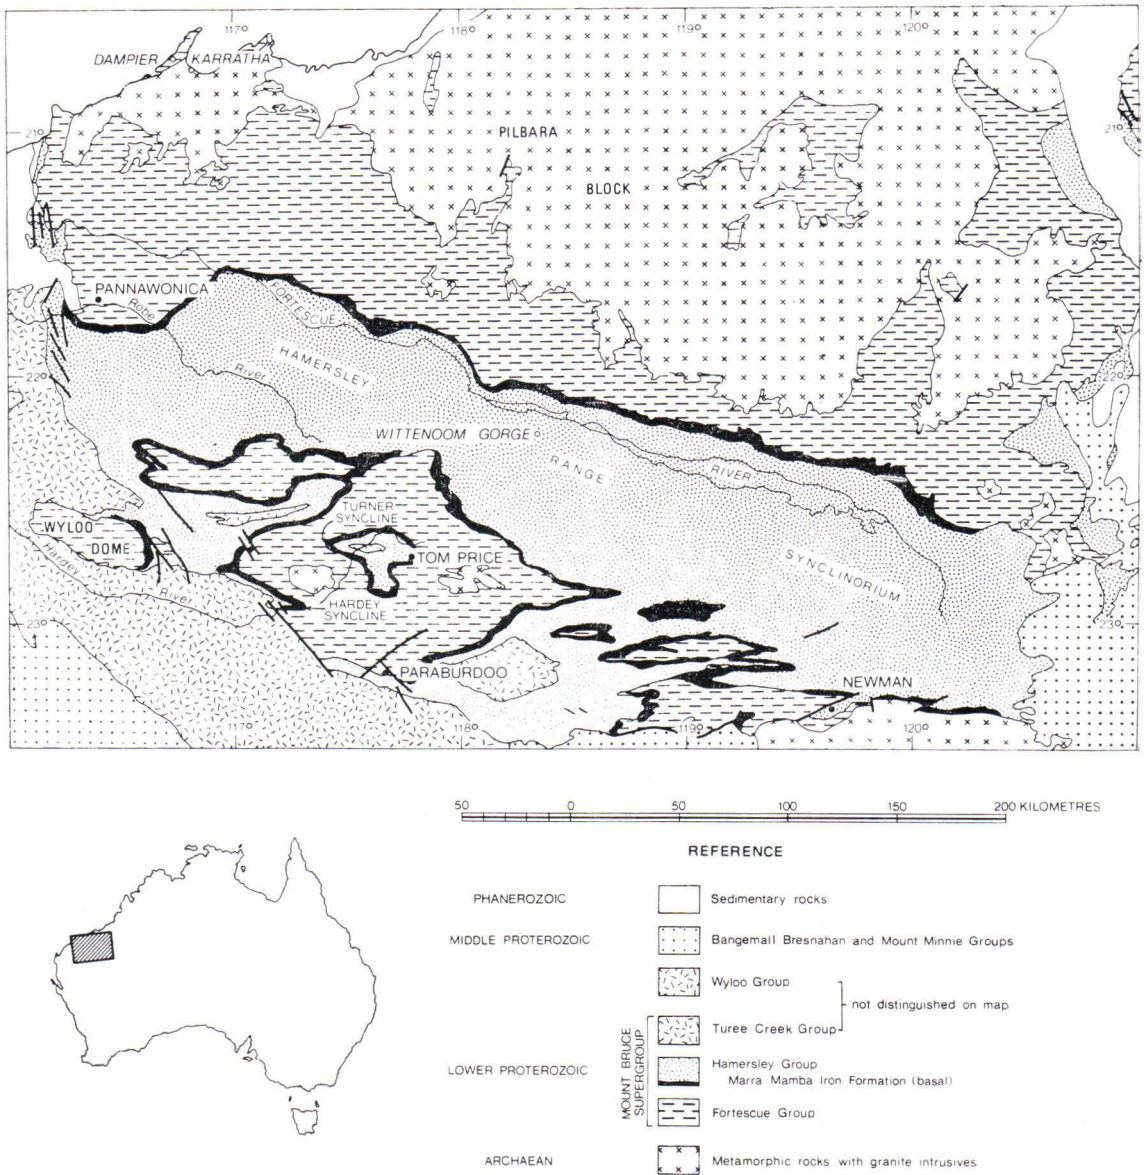 117° 118° 119° 120°
DAMPIER KARRATHA
21° PILBARA 21°
BLOCK
PANNAWONICA
Robe
FORTESCUE
HAMERSLEY
River
22° 22°
WITTENOOM GORGE
RANGE
RIVER
TURNER
SYNCLINE
WYLOO
DOME
TOM PRICE
SYNCLINORIUM
Hardey
River
HARDEY
SYNCLINE
23° 23°
PARABURDOO
NEWMAN
117° 118° 119° 120°
50 0 50 100 150 200 KILOMETRES
REFERENCE
PHANEROZOIC Sedimentary rocks
MIDDLE PROTEROZOIC Bangemall Bresnahan and Mount Minnie Groups
Wyloo Group
not distinguished on map
Turee Creek Group
MOUNT BRUCE
SUPERGROUP
LOWER PROTEROZOIC Hamersley Group
Marra Mamba Iron Formation (basal)
Fortescue Group
ARCHAEAN Metamorphic rocks with granite intrusives